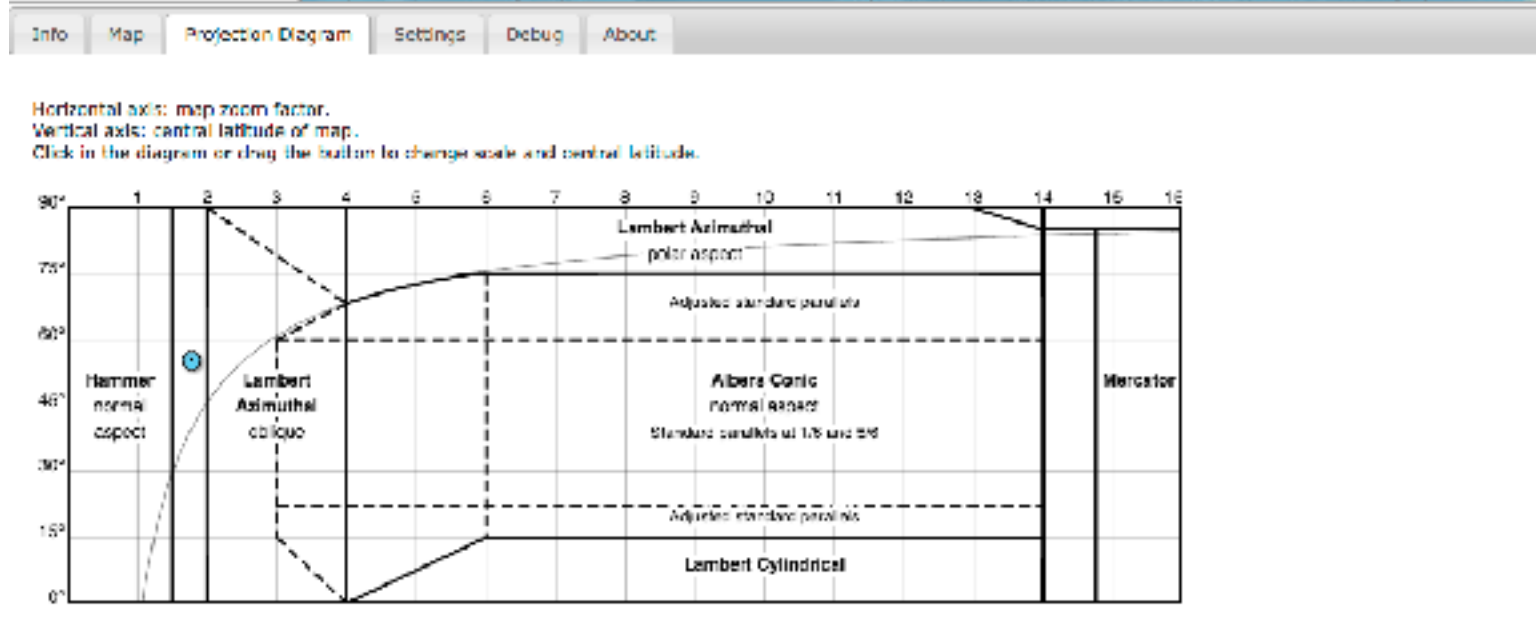 Info Map Projection Diagram Settings Debug About
Horizontal axis: map zoom factor.
Vertical axis: central latitude of map.
Click in the diagram or drag the button to change scale and central latitude.
1 2 3 4 6 7 8 9 10 11 12 13 14 15 16
90°
Lambert Azimuthal
polar aspect
75°
Adjusted standard parallels
60°
Hammer
normal
aspect
Lambert
Azimuthal
oblique
Albers Conic
normal aspect
Standard parallels at 1/6 and 5/6
Mercator
45°
30°
15°
Adjusted standard parallels
Lambert Cylindrical
0°